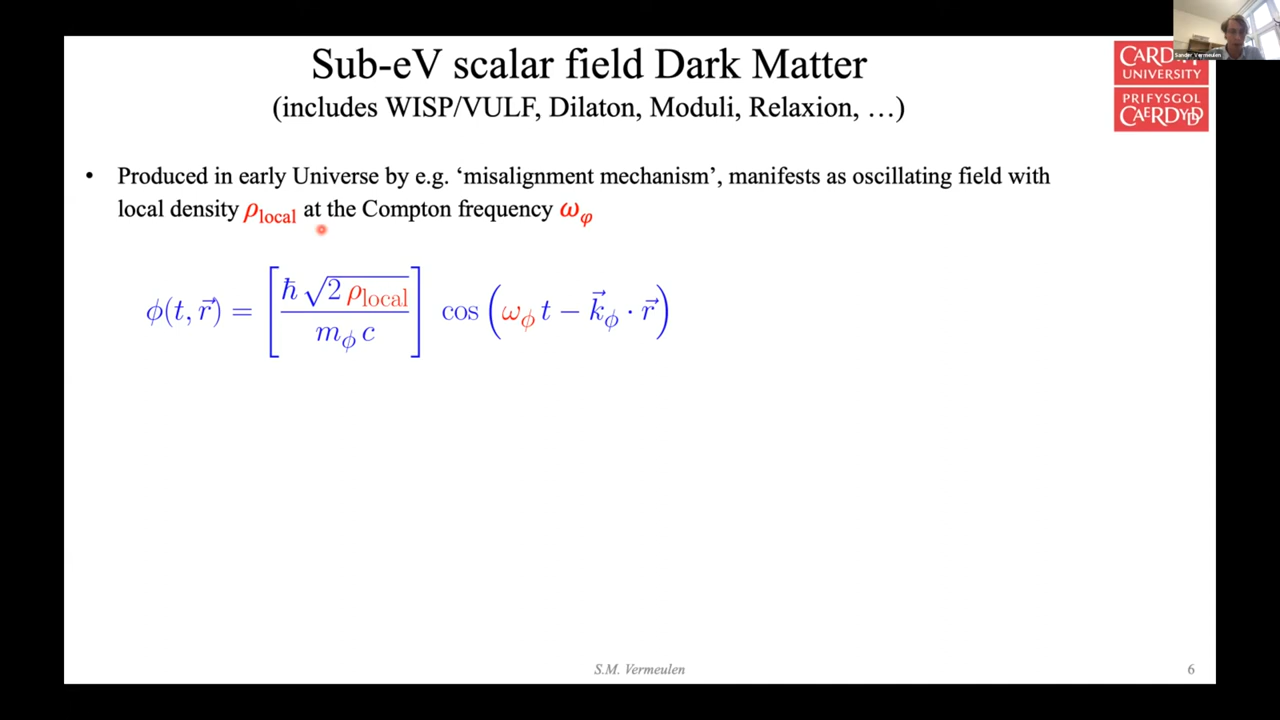 Sub-eV scalar field Dark Matter
(includes WISP/VULF, Dilaton, Moduli, Relaxion, …)
Sander Vermeulen
CARDIFF
UNIVERSITY
PRIFYSGOL
CAERDYDD
• Produced in early Universe by e.g. ‘misalignment mechanism’, manifests as oscillating field with
local density ρ_local at the Compton frequency ω_φ
ϕ(t, r⃗) = [ħ √(2 ρ_local) / (m_ϕ c)] cos (ω_ϕ t − k⃗_ϕ · r⃗)
S.M. Vermeulen
6